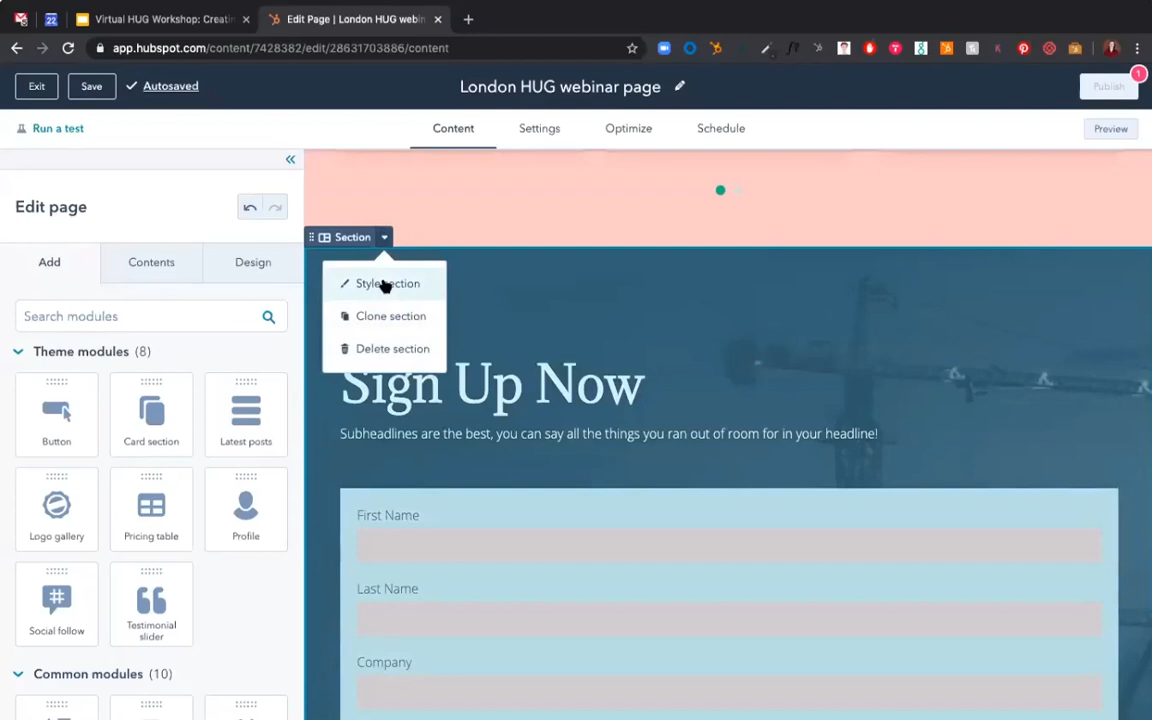 22
Virtual HUG Workshop: Creatin
Edit Page | London HUG webin
app.hubspot.com/content/7428382/edit/28631703886/content
Exit
Save
Autosaved
London HUG webinar page
Publish
1
Run a test
Content
Settings
Optimize
Schedule
Preview
Edit page
Add
Contents
Design
Search modules
Theme modules (8)
Button
Card section
Latest posts
Logo gallery
Pricing table
Profile
Social follow
Testimonial
slider
Common modules (10)
Section
Style section
Clone section
Delete section
Sign Up Now
Subheadlines are the best, you can say all the things you ran out of room for in your headline!
First Name
Last Name
Company